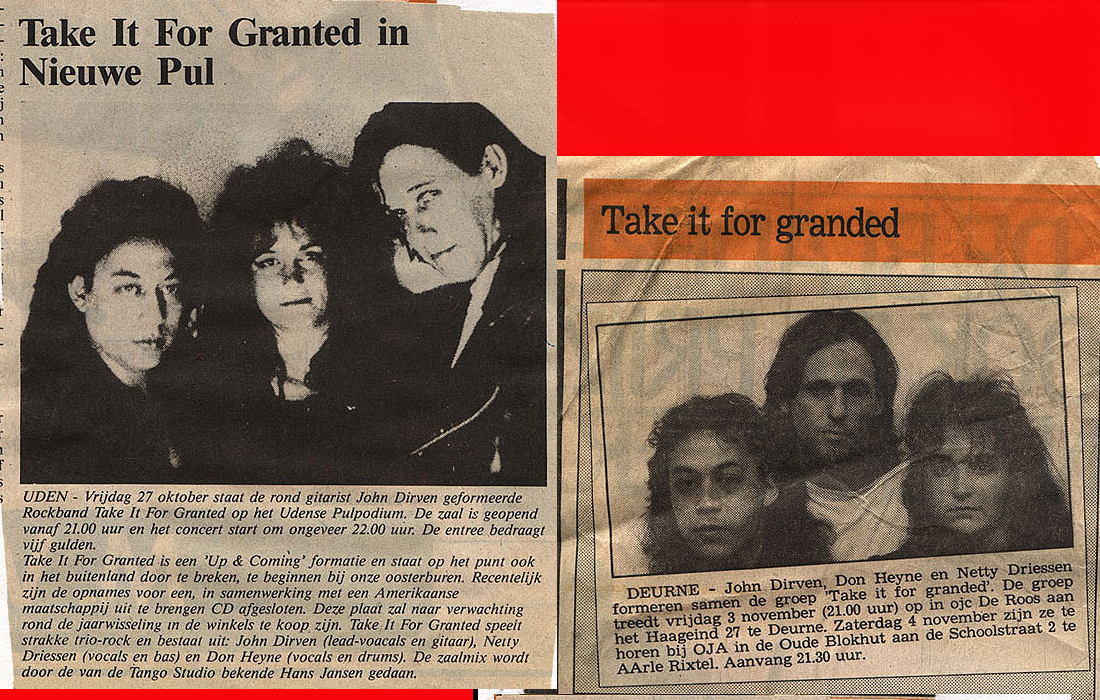 Take It For Granted in
Nieuwe Pul
UDEN - Vrijdag 27 oktober staat de rond gitarist John Dirven geformeerde
Rockband Take It For Granted op het Udense Pulpodium. De zaal is geopend
vanaf 21.00 uur en het concert start om ongeveer 22.00 uur. De entree bedraagt
vijf gulden.
Take It For Granted is een 'Up & Coming' formatie en staat op het punt ook
in het buitenland door te breken, te beginnen bij onze oosterburen. Recentelijk
zijn de opnames voor een, in samenwerking met een Amerikaanse
maatschappij uit te brengen CD afgesloten. Deze plaat zal naar verwachting
rond de jaarwisseling in de winkels te koop zijn. Take It For Granted speelt
strakke trio-rock en bestaat uit: John Dirven (lead-voacals en gitaar), Netty
Driessen (vocals en bas) en Don Heyne (vocals en drums). De zaalmix wordt
door de van de Tango Studio bekende Hans Jansen gedaan.
Take it for granded
DEURNE - John Dirven, Don Heyne en Netty Driessen
formeren samen de groep 'Take it for granded'. De groep
treedt vrijdag 3 november (21.00 uur) op in ojc De Roos aan
het Haageind 27 te Deurne. Zaterdag 4 november zijn ze te
horen bij OJA in de Oude Blokhut aan de Schoolstraat 2 te
AArle Rixtel. Aanvang 21.30 uur.